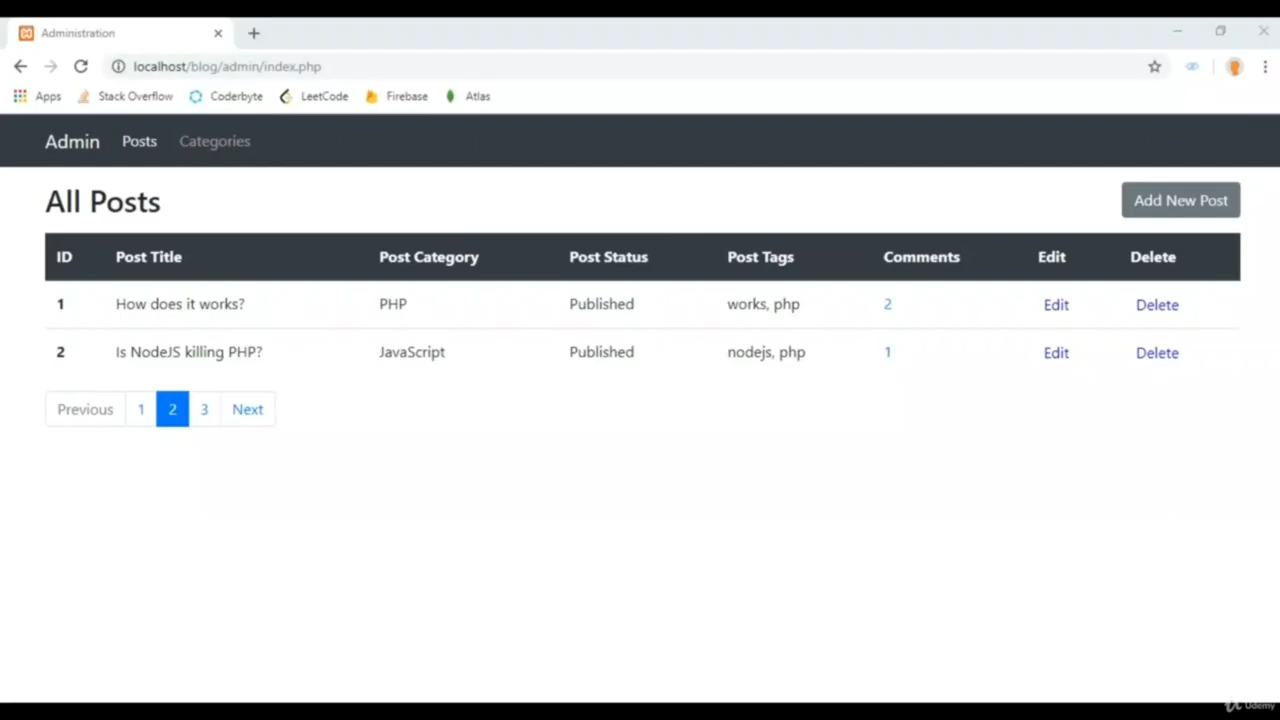 Administration
localhost/blog/admin/index.php
Apps Stack Overflow Coderbyte LeetCode Firebase Atlas
Admin Posts Categories
All Posts Add New Post
ID Post Title Post Category Post Status Post Tags Comments Edit Delete
1 How does it works? PHP Published works, php 2 Edit Delete
2 Is NodeJS killing PHP? JavaScript Published nodejs, php 1 Edit Delete
Previous 1 2 3 Next
Udemy